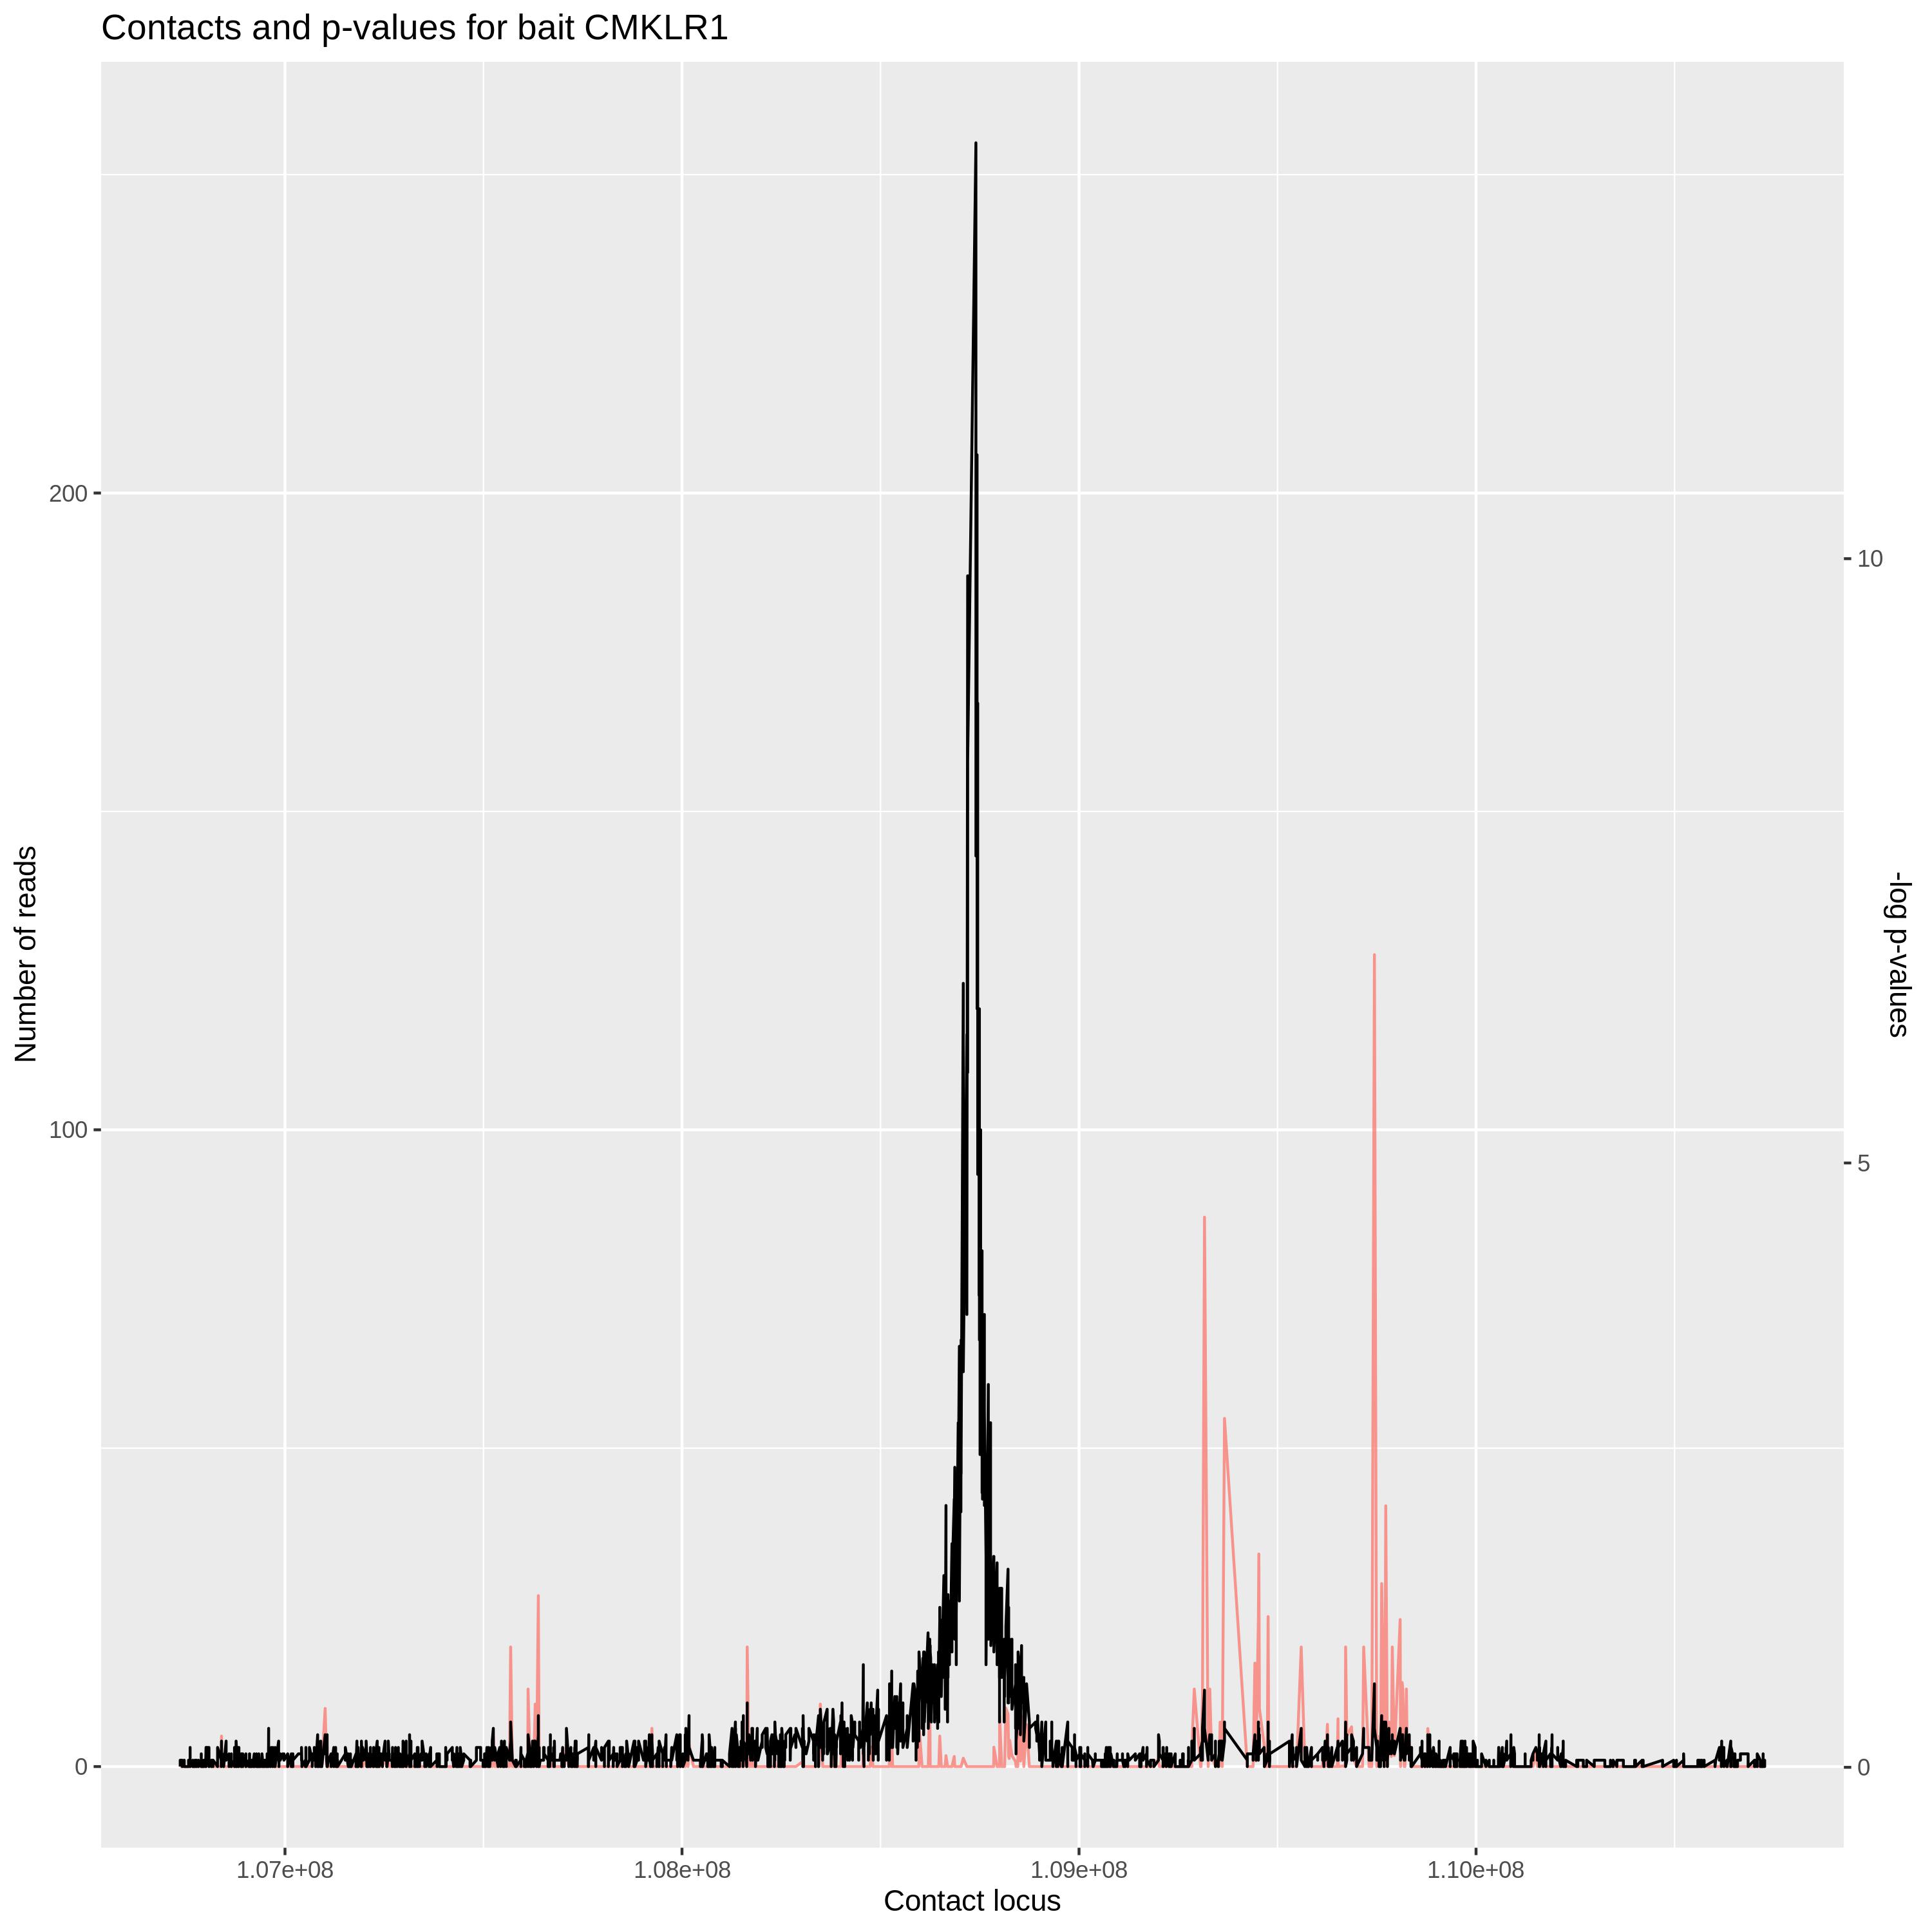 Contacts and p-values for bait CMKLR1
Number of reads
200
100
0
10
5
0
-log p-values
1.07e+08
1.08e+08
1.09e+08
1.10e+08
Contact locus